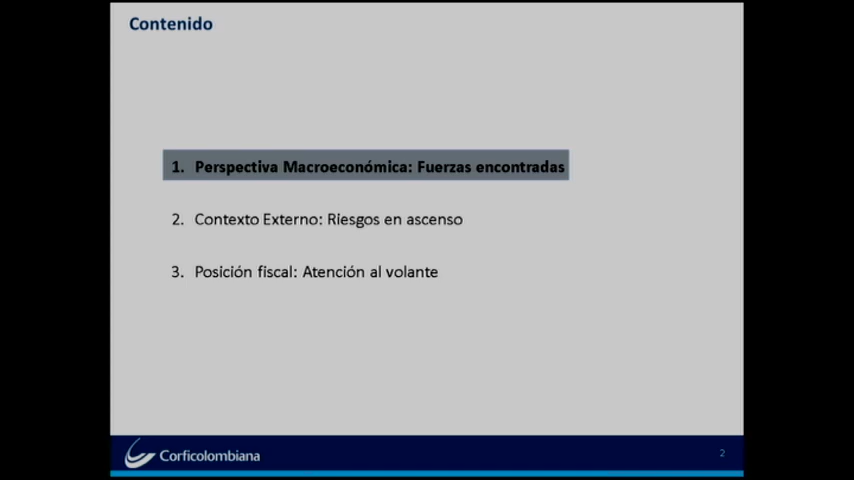 Contenido
1. Perspectiva Macroeconómica: Fuerzas encontradas
2. Contexto Externo: Riesgos en ascenso
3. Posición fiscal: Atención al volante
Corficolombiana
2